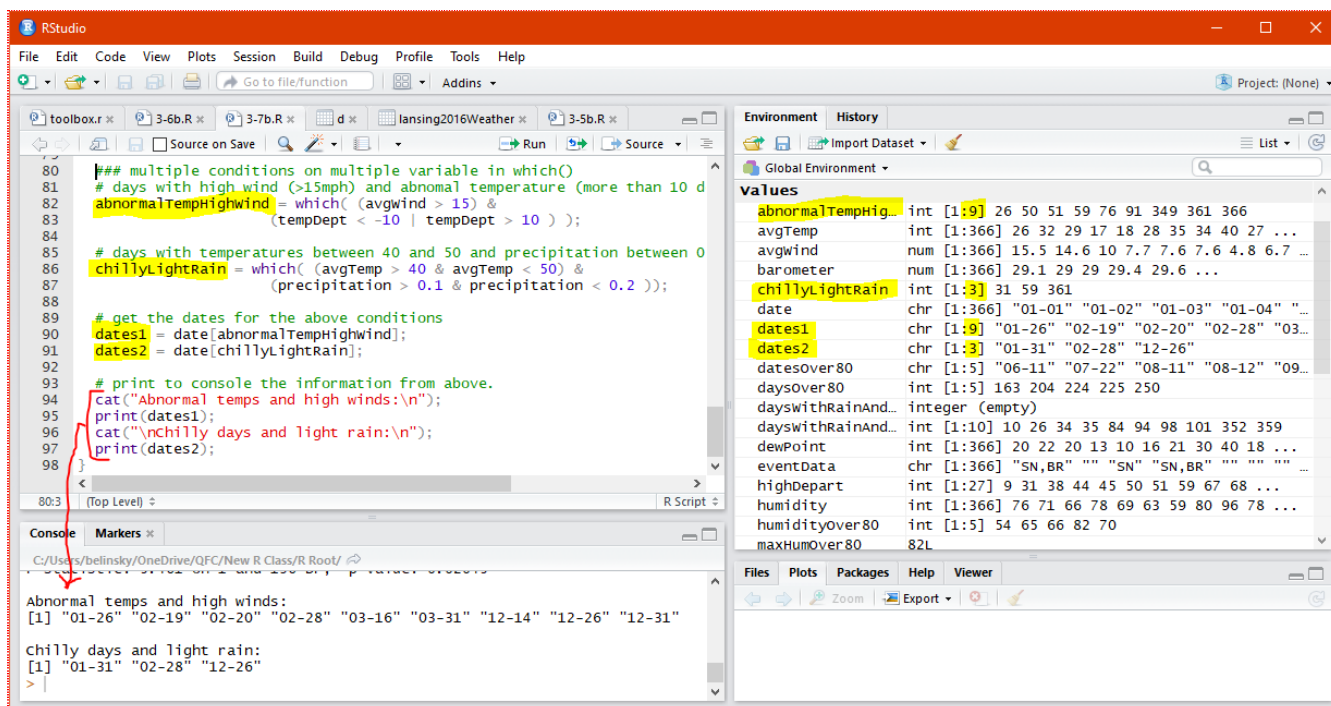 RStudio
File Edit Code View Plots Session Build Debug Profile Tools Help
Go to file/function Addins Project: (None)
toolbox.r 3-6b.R 3-7b.R d lansing2016Weather 3-5b.R
Source on Save Run Source
80 ### multiple conditions on multiple variable in which()
81 # days with high wind (>15mph) and abnomal temperature (more than 10 d
82 abnormalTempHighWind = which( (avgWind > 15) &
83 (tempDept < -10 | tempDept > 10 ) );
84
85 # days with temperatures between 40 and 50 and precipitation between 0
86 chillyLightRain = which( (avgTemp > 40 & avgTemp < 50) &
87 (precipitation > 0.1 & precipitation < 0.2 ));
88
89 # get the dates for the above conditions
90 dates1 = date[abnormalTempHighWind];
91 dates2 = date[chillyLightRain];
92
93 # print to console the information from above.
94 cat("Abnormal temps and high winds:\n");
95 print(dates1);
96 cat("\nChilly days and light rain:\n");
97 print(dates2);
98 }
80:3 (Top Level) R Script
Console Markers
C:/Users/belinsky/OneDrive/QFC/New R Class/R Root/
Abnormal temps and high winds:
[1] "01-26" "02-19" "02-20" "02-28" "03-16" "03-31" "12-14" "12-26" "12-31"
Chilly days and light rain:
[1] "01-31" "02-28" "12-26"
>
Environment History
Import Dataset List
Global Environment
Values
abnormalTempHig… int [1:9] 26 50 51 59 76 91 349 361 366
avgTemp int [1:366] 26 32 29 17 18 28 35 34 40 27 ...
avgWind num [1:366] 15.5 14.6 10 7.7 7.6 7.6 4.8 6.7 …
barometer num [1:366] 29.1 29 29 29.4 29.6 ...
chillyLightRain int [1:3] 31 59 361
date chr [1:366] "01-01" "01-02" "01-03" "01-04" "…
dates1 chr [1:9] "01-26" "02-19" "02-20" "02-28" "03…
dates2 chr [1:3] "01-31" "02-28" "12-26"
datesOver80 chr [1:5] "06-11" "07-22" "08-11" "08-12" "09…
daysOver80 int [1:5] 163 204 224 225 250
daysWithRainAnd… integer (empty)
daysWithRainAnd… int [1:10] 10 26 34 35 84 94 98 101 352 359
dewPoint int [1:366] 20 22 20 13 10 16 21 30 40 18 ...
eventData chr [1:366] "SN,BR" "" "SN" "SN,BR" "" "" "" …
highDepart int [1:27] 9 31 38 44 45 50 51 59 67 68 ...
humidity int [1:366] 76 71 66 78 69 63 59 80 96 78 ...
humidityOver80 int [1:5] 54 65 66 82 70
maxHumOver80 82L
Files Plots Packages Help Viewer
Zoom Export